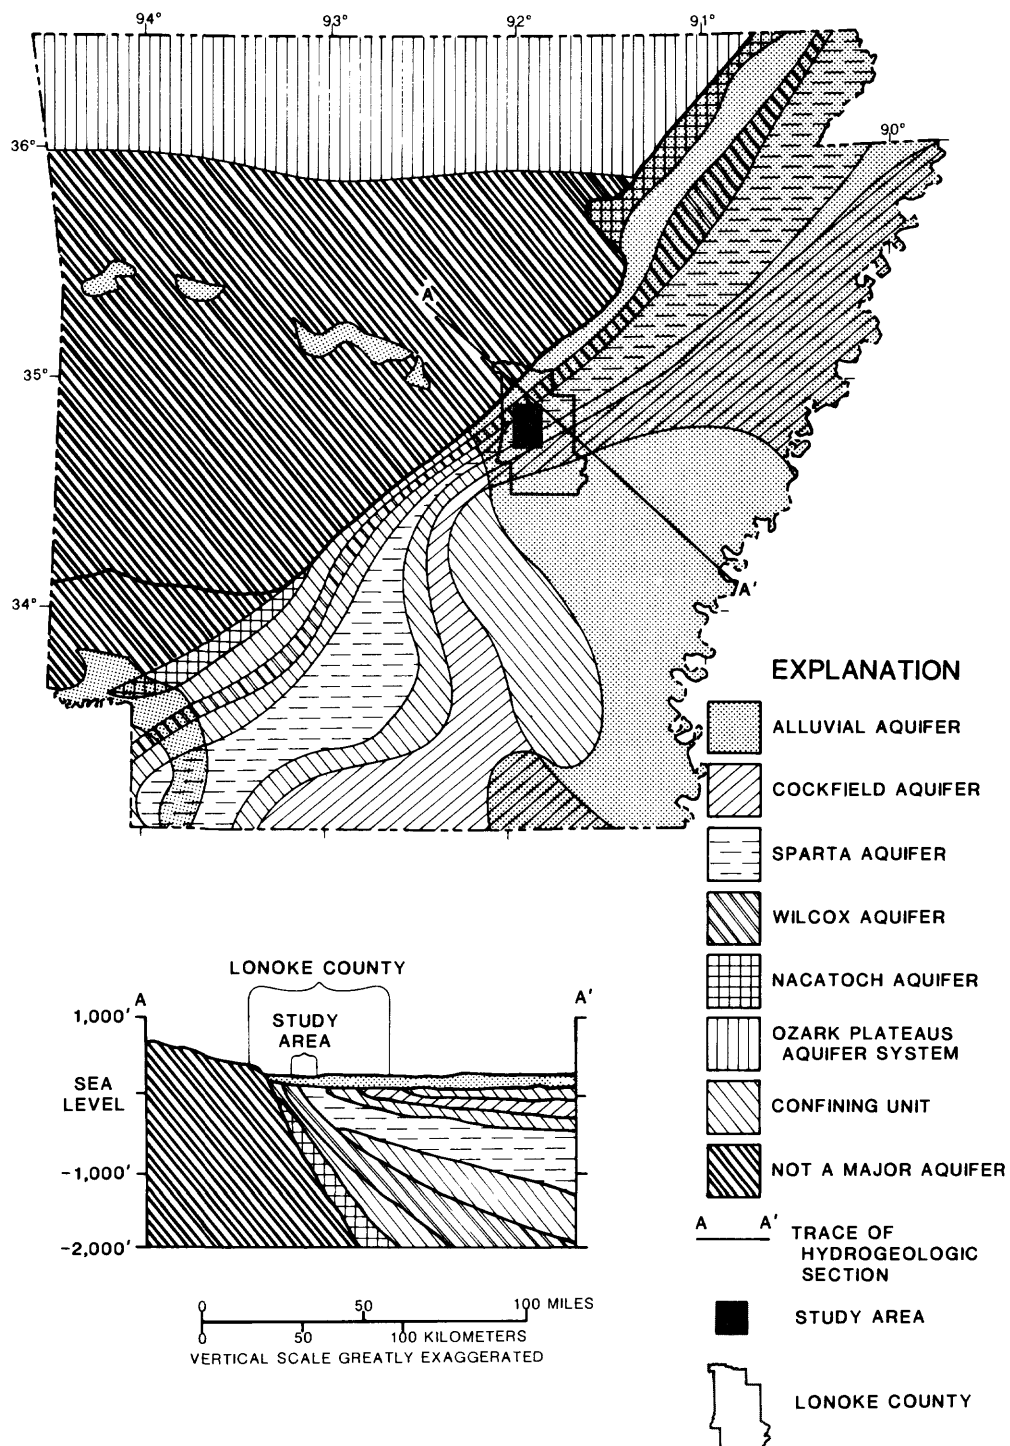 94°
93°
92°
91°
90°
36°
35°
34°
A
A'
EXPLANATION
ALLUVIAL AQUIFER
COCKFIELD AQUIFER
SPARTA AQUIFER
WILCOX AQUIFER
NACATOCH AQUIFER
OZARK PLATEAUS
AQUIFER SYSTEM
CONFINING UNIT
NOT A MAJOR AQUIFER
A A'
TRACE OF
HYDROGEOLOGIC
SECTION
STUDY AREA
LONOKE COUNTY
LONOKE COUNTY
A
A'
STUDY
AREA
1,000'
SEA
LEVEL
-1,000'
-2,000'
0 50 100 MILES
0 50 100 KILOMETERS
VERTICAL SCALE GREATLY EXAGGERATED